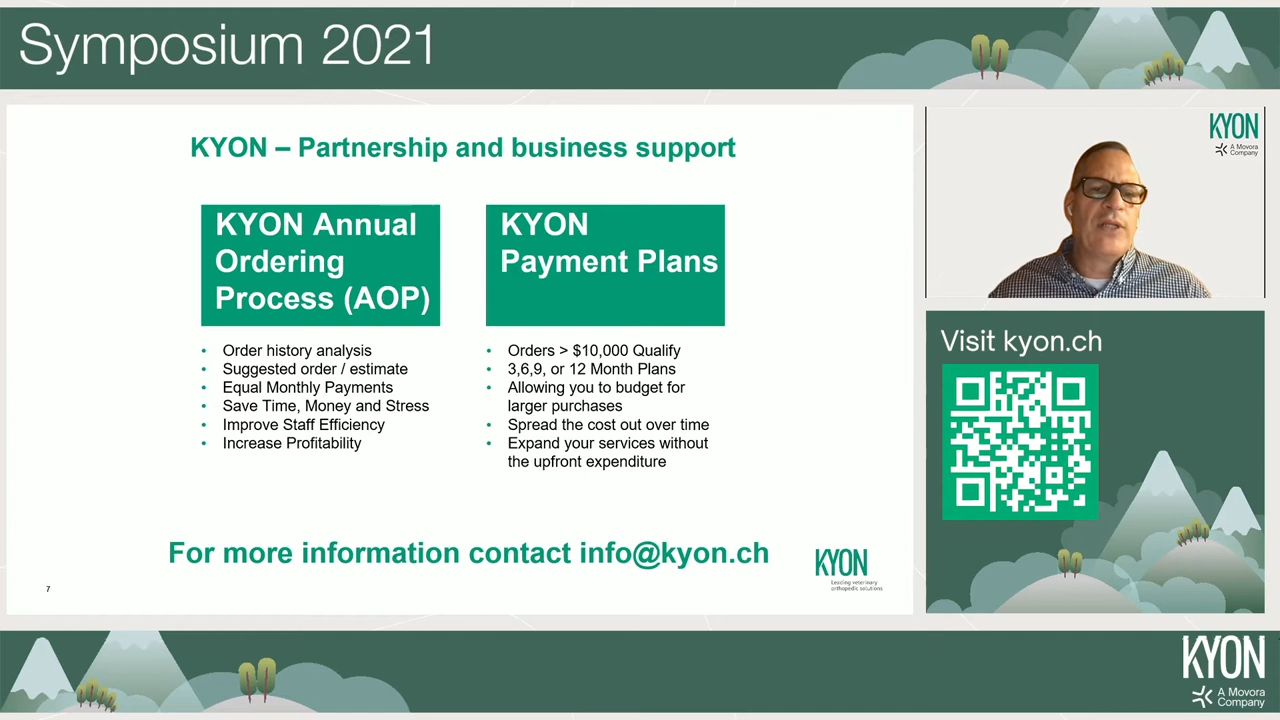 Symposium 2021
KYON – Partnership and business support
KYON Annual
Ordering
Process (AOP)
• Order history analysis
• Suggested order / estimate
• Equal Monthly Payments
• Save Time, Money and Stress
• Improve Staff Efficiency
• Increase Profitability
KYON
Payment Plans
• Orders > $10,000 Qualify
• 3,6,9, or 12 Month Plans
• Allowing you to budget for
larger purchases
• Spread the cost out over time
• Expand your services without
the upfront expenditure
For more information contact info@kyon.ch
KYON
Leading veterinary
orthopedic solutions
7
KYON
A Movora
Company
Visit kyon.ch
KYON
A Movora
Company